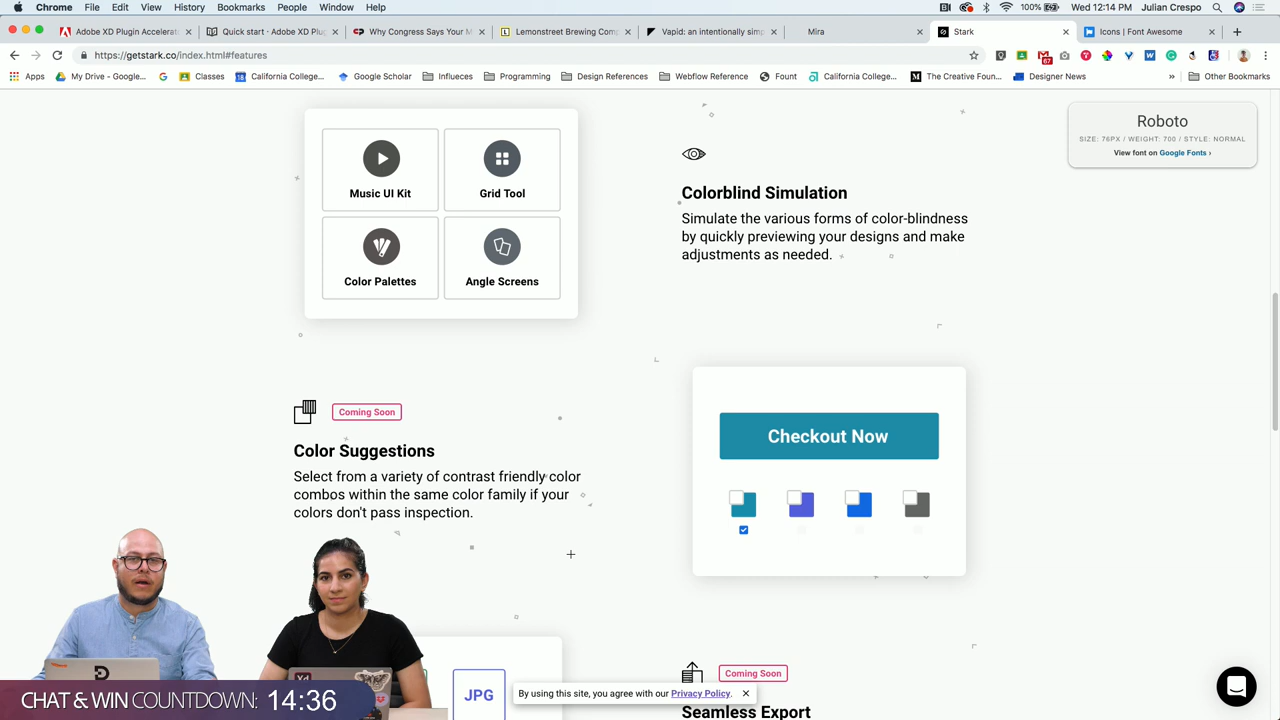 Chrome File Edit View History Bookmarks People Window Help 100% Wed 12:14 PM Julian Crespo
Adobe XD Plugin Accelerat Quick start - Adobe XD Plugin Why Congress Says Your M Lemonstreet Brewing Com Vapid: an intentionally simp Mira Stark Icons | Font Awesome
https://getstark.co/index.html#features
67
Apps My Drive - Google... Classes California College... Google Scholar Influeces Programming Design References Webflow Reference Fount California College... The Creative Foun... Designer News » Other Bookmarks
Roboto
SIZE: 76PX / WEIGHT: 700 / STYLE: NORMAL
View font on Google Fonts ›
Music UI Kit
Grid Tool
Color Palettes
Angle Screens
Colorblind Simulation
Simulate the various forms of color-blindness
by quickly previewing your designs and make
adjustments as needed.
Coming Soon
Color Suggestions
Select from a variety of contrast friendly color
combos within the same color family if your
colors don't pass inspection.
Checkout Now
JPG
Coming Soon
Seamless Export
By using this site, you agree with our Privacy Policy. ×
CHAT & WIN COUNTDOWN: 14:36